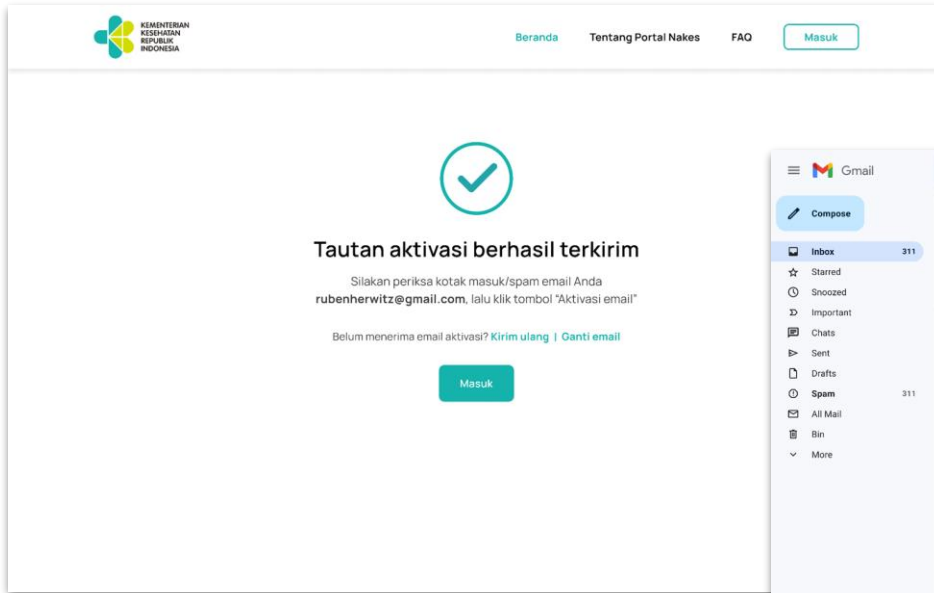 KEMENTERIAN
KESEHATAN
REPUBLIK
INDONESIA
Beranda Tentang Portal Nakes FAQ Masuk
Tautan aktivasi berhasil terkirim
Silakan periksa kotak masuk/spam email Anda
rubenherwitz@gmail.com, lalu klik tombol “Aktivasi email”
Belum menerima email aktivasi? Kirim ulang | Ganti email
Masuk
Gmail
Compose
Inbox 311
Starred
Snoozed
Important
Chats
Sent
Drafts
Spam 311
All Mail
Bin
More